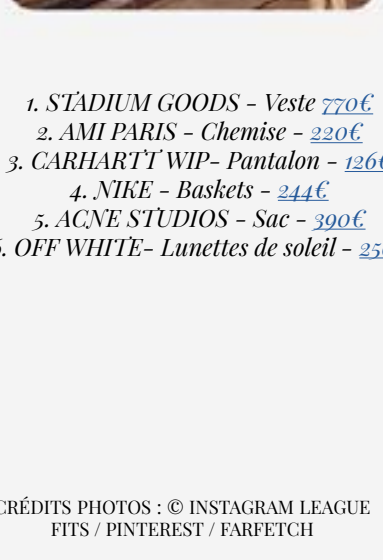 1. STADIUM GOODS - Veste 770€
2. AMI PARIS - Chemise - 220€
3. CARHARTT WIP- Pantalon - 126€
4. NIKE - Baskets - 244€
5. ACNE STUDIOS - Sac - 390€
. OFF WHITE- Lunettes de soleil -
CRÉDITS PHOTOS : © INSTAGRAM LEAGUE
FITS / PINTEREST / FARFETCH